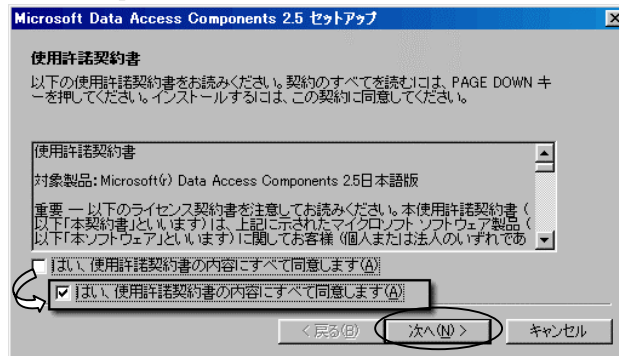 Microsoft Data Access Components 2.5 セットアップ
使用許諾契約書
以下の使用許諾契約書をお読みください。契約のすべてを読むには、PAGE DOWN キ
ーを押してください。インストールするには、この契約に同意してください。
使用許諾契約書
対象製品: Microsoft(r) Data Access Components 2.5日本語版
重要 — 以下のライセンス契約書を注意してお読みください。本使用許諾契約書 (
以下「本契約書」といいます) は、上記に示されたマイクロソフト ソフトウェア製品 (
以下「本ソフトウェア」といいます) に関してお客様 (個人または法人のいずれであ
はい、使用許諾契約書の内容にすべて同意します(A)
はい、使用許諾契約書の内容にすべて同意します(A)
< 戻る(B) 次へ(N) > キャンセル